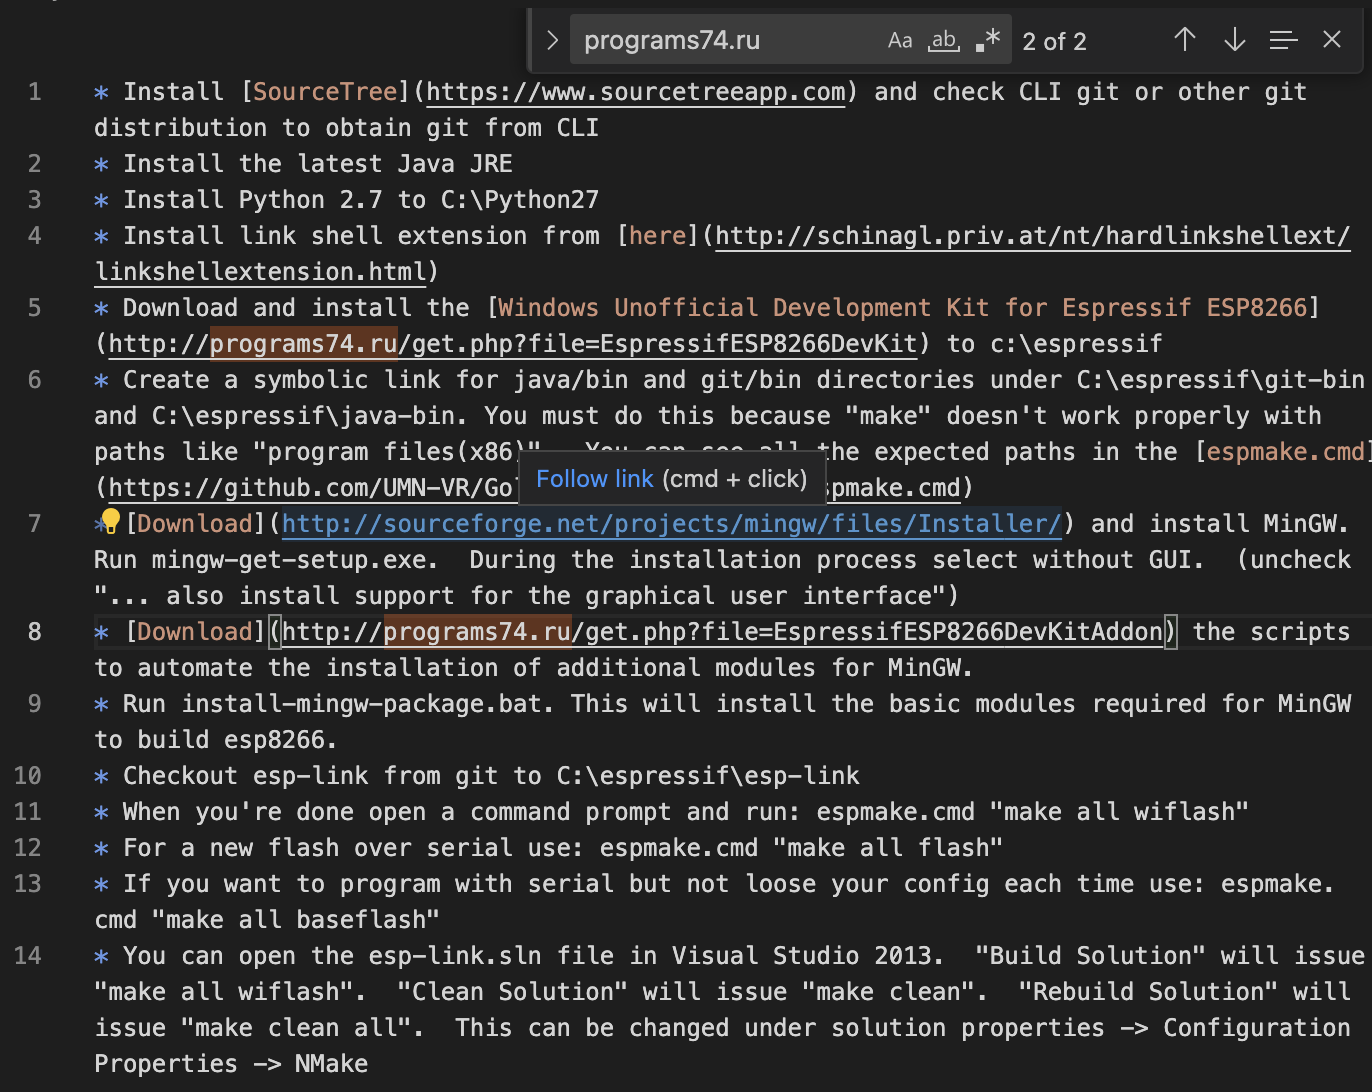 programs74.ru Aa ab * 2 of 2
1 * Install [SourceTree](https://www.sourcetreeapp.com) and check CLI git or other git
distribution to obtain git from CLI
2 * Install the latest Java JRE
3 * Install Python 2.7 to C:\Python27
4 * Install link shell extension from [here](http://schinagl.priv.at/nt/hardlinkshellext/
linkshellextension.html)
5 * Download and install the [Windows Unofficial Development Kit for Espressif ESP8266]
(http://programs74.ru/get.php?file=EspressifESP8266DevKit) to c:\espressif
6 * Create a symbolic link for java/bin and git/bin directories under C:\espressif\git-bin
and C:\espressif\java-bin. You must do this because "make" doesn't work properly with
paths like "program files(x86)". You can see all the expected paths in the [espmake.cmd]
(https://github.com/UMN-VR/Go pmake.cmd)
Follow link (cmd + click)
7 * [Download](http://sourceforge.net/projects/mingw/files/Installer/) and install MinGW.
Run mingw-get-setup.exe.  During the installation process select without GUI.  (uncheck
"... also install support for the graphical user interface")
8 * [Download](http://programs74.ru/get.php?file=EspressifESP8266DevKitAddon) the scripts
to automate the installation of additional modules for MinGW.
9 * Run install-mingw-package.bat. This will install the basic modules required for MinGW
to build esp8266.
10 * Checkout esp-link from git to C:\espressif\esp-link
11 * When you're done open a command prompt and run: espmake.cmd "make all wiflash"
12 * For a new flash over serial use: espmake.cmd "make all flash"
13 * If you want to program with serial but not loose your config each time use: espmake.
cmd "make all baseflash"
14 * You can open the esp-link.sln file in Visual Studio 2013.  "Build Solution" will issue
"make all wiflash".  "Clean Solution" will issue "make clean".  "Rebuild Solution" will
issue "make clean all".  This can be changed under solution properties -> Configuration
Properties -> NMake